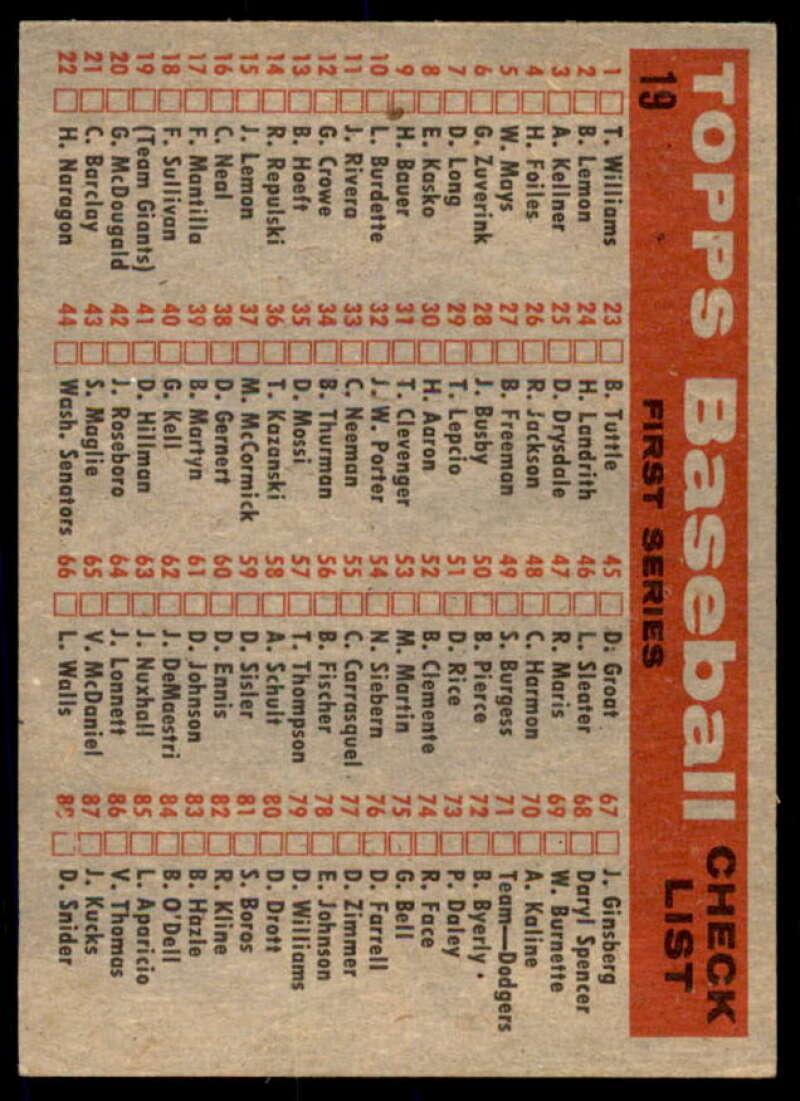 TOPPS Baseball CHECK LIST
19 FIRST SERIES
1 T. Williams
2 B. Lemon
3 A. Kellner
4 H. Foiles
5 W. Mays
6 G. Zuverink
7 D. Long
8 E. Kasko
9 H. Bauer
10 L. Burdette
11 J. Rivera
12 G. Crowe
13 B. Hoeft
14 R. Repulski
15 J. Lemon
16 C. Neal
17 F. Mantilla
18 F. Sullivan
19 (Team Giants)
20 G. McDougald
21 C. Barclay
22 H. Naragon
23 B. Tuttle
24 H. Landrith
25 D. Drysdale
26 R. Jackson
27 B. Freeman
28 J. Busby
29 T. Lepcio
30 H. Aaron
31 T. Clevenger
32 J. W. Porter
33 C. Neeman
34 B. Thurman
35 D. Mossi
36 T. Kazanski
37 M. McCormick
38 D. Gernert
39 B. Martyn
40 G. Kell
41 D. Hillman
42 J. Roseboro
43 S. Maglie
44 Wash. Senators
45 D. Groat
46 L. Sleater
47 R. Maris
48 C. Harmon
49 S. Burgess
50 B. Pierce
51 D. Rice
52 B. Clemente
53 M. Martin
54 N. Siebern
55 C. Carrasquel
56 B. Fischer
57 T. Thompson
58 A. Schult
59 D. Sisler
60 D. Ennis
61 D. Johnson
62 J. DeMaestri
63 J. Nuxhall
64 J. Lonnett
65 V. McDaniel
66 L. Walls
67 J. Ginsberg
68 Daryl Spencer
69 W. Burnette
70 A. Kaline
71 Team—Dodgers
72 B. Byerly
73 P. Daley
74 R. Face
75 G. Bell
76 D. Farrell
77 D. Zimmer
78 E. Johnson
79 D. Williams
80 D. Drott
81 S. Boros
82 R. Kline
83 B. Hazle
84 B. O'Dell
85 L. Aparicio
86 V. Thomas
87 J. Kucks
D. Snider